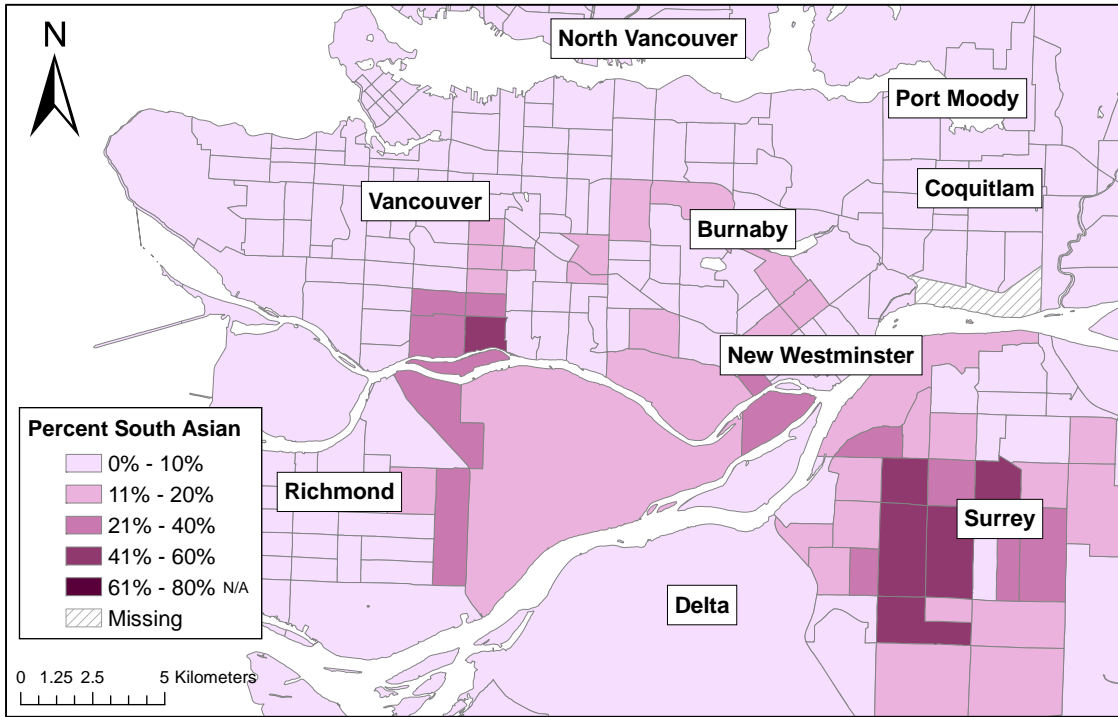 N
North Vancouver
Port Moody
Coquitlam
Vancouver
Burnaby
New Westminster
Richmond
Surrey
Delta
Percent South Asian
0% - 10%
11% - 20%
21% - 40%
41% - 60%
61% - 80% N/A
Missing
0 1.25 2.5 5 Kilometers